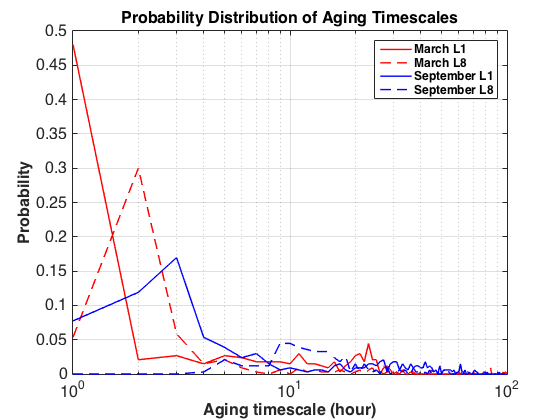 Probability Distribution of Aging Timescales
0.5
0.45
0.4
0.35
0.3
0.25
0.2
0.15
0.1
0.05
0
Probability
March L1
March L8
September L1
September L8
10^0 10^1 10^2
Aging timescale (hour)